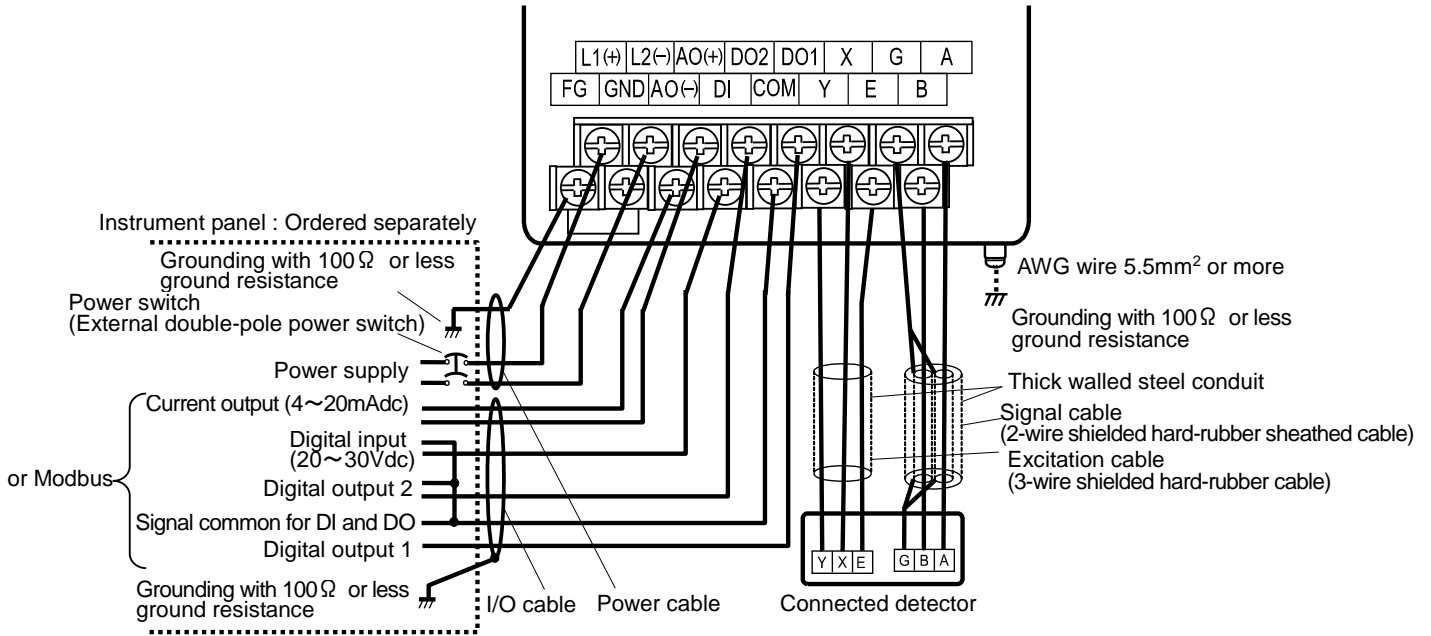 L1(+) L2(−) AO(+) DO2 DO1 X G A
FG GND AO(−) DI COM Y E B
Instrument panel : Ordered separately
Grounding with 100Ω or less
ground resistance
Power switch
(External double-pole power switch)
Power supply
Current output (4〜20mAdc)
Digital input
(20〜30Vdc)
or Modbus
Digital output 2
Signal common for DI and DO
Digital output 1
Grounding with 100Ω or less
ground resistance
I/O cable
Power cable
AWG wire 5.5mm² or more
Grounding with 100Ω or less
ground resistance
Thick walled steel conduit
Signal cable
(2-wire shielded hard-rubber sheathed cable)
Excitation cable
(3-wire shielded hard-rubber cable)
Y X E
G B A
Connected detector